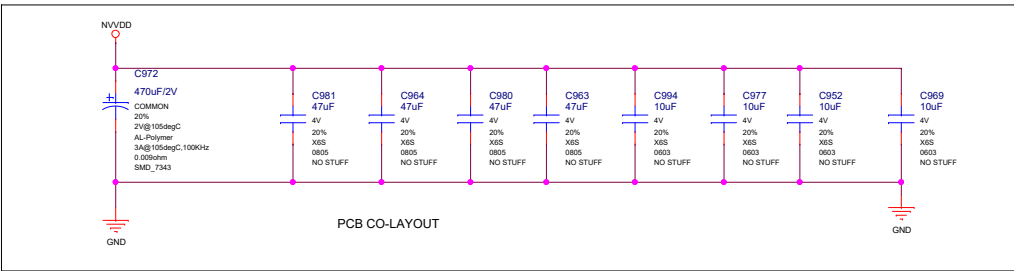 NVVDD
C972
470uF/2V
COMMON
20%
2V@105degC
AL-Polymer
3A@105degC,100KHz
0.009ohm
SMD_7343
C981
47uF
4V
20%
X6S
0805
NO STUFF
C964
47uF
4V
20%
X6S
0805
NO STUFF
C980
47uF
4V
20%
X6S
0805
NO STUFF
C963
47uF
4V
20%
X6S
0805
NO STUFF
C994
10uF
4V
20%
X6S
0603
NO STUFF
C977
10uF
4V
20%
X6S
0603
NO STUFF
C952
10uF
4V
20%
X6S
0603
NO STUFF
C969
10uF
4V
20%
X6S
0603
NO STUFF
GND
PCB CO-LAYOUT
GND